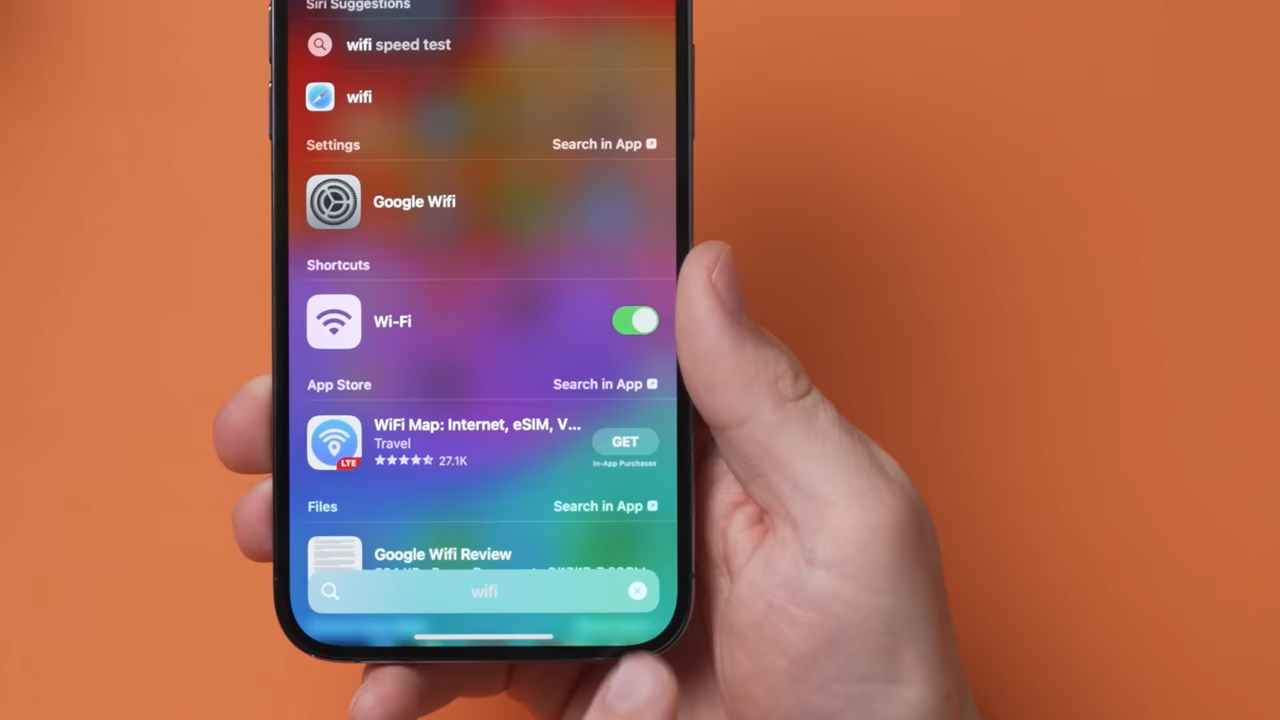 Siri Suggestions
wifi speed test
wifi
Settings
Search in App
Google Wifi
Shortcuts
Wi-Fi
App Store
Search in App
WiFi Map: Internet, eSIM, V...
Travel
GET
27.1K
In-App Purchases
LTE
Files
Search in App
Google Wifi Review
wifi